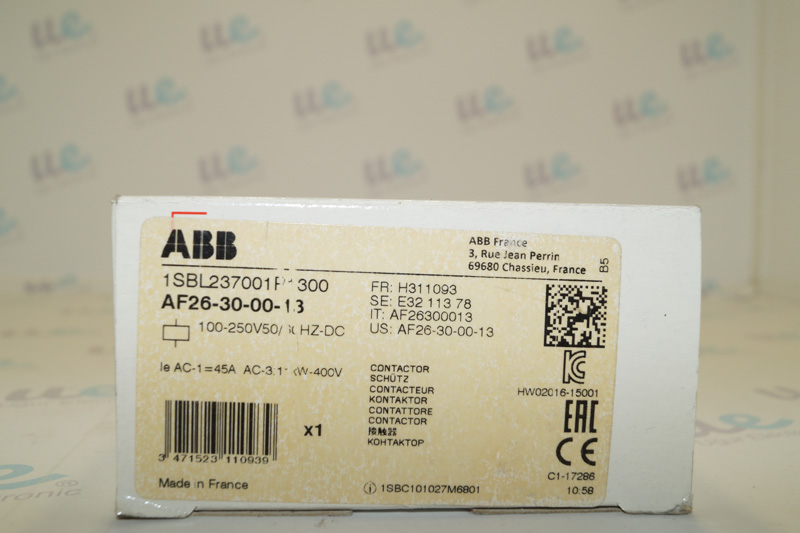 ABB
ABB France
3, Rue Jean Perrin
69680 Chassieu, France
B5
AF26-30-00-13
100-250V50/ HZ-DC
Ie AC-1=45A AC-3:11kW-400V
FR: H311093
SE: E32 113 78
IT: AF26300013
US: AF26-30-00-13
HW02016-15001
CONTACTOR
SCHÜTZ
CONTACTEUR
KONTAKTOR
CONTATTORE
CONTACTOR
接触器
КОНТАКТОР
EAC
CE
x1
3 471523 110939
Made in France
1SBC101027M6801
C1-17286
10:58